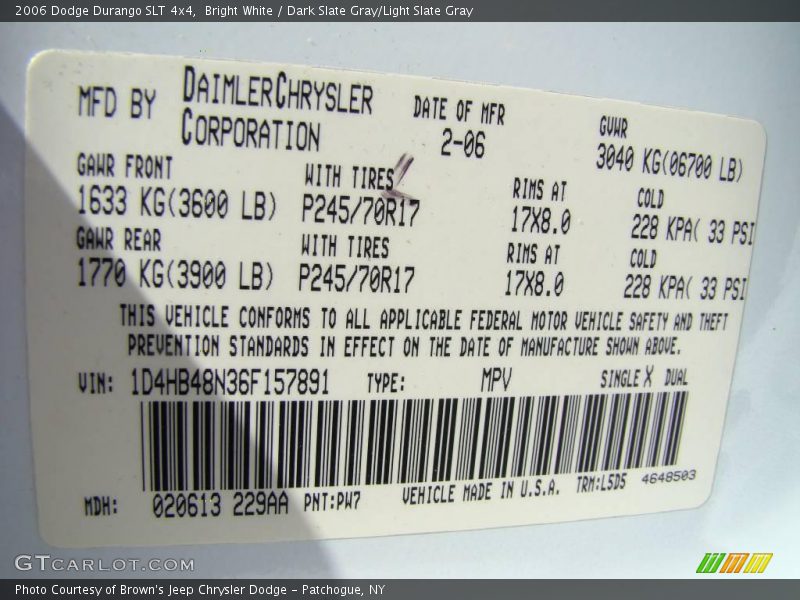 2006 Dodge Durango SLT 4x4,  Bright White / Dark Slate Gray/Light Slate Gray
MFD BY DAIMLERCHRYSLER CORPORATION
DATE OF MFR 2-06
GVWR 3040 KG(06700 LB)
GAWR FRONT WITH TIRES RIMS AT COLD
1633 KG(3600 LB) P245/70R17 17X8.0 228 KPA( 33 PSI
GAWR REAR WITH TIRES RIMS AT COLD
1770 KG(3900 LB) P245/70R17 17X8.0 228 KPA( 33 PSI
THIS VEHICLE CONFORMS TO ALL APPLICABLE FEDERAL MOTOR VEHICLE SAFETY AND THEFT
PREVENTION STANDARDS IN EFFECT ON THE DATE OF MANUFACTURE SHOWN ABOVE.
VIN: 1D4HB48N36F157891 TYPE: MPV SINGLE X DUAL
MDH: 020613 229AA PNT:PW7 VEHICLE MADE IN U.S.A. TRM:L5D5 4648503
GTCARLOT.COM
Photo Courtesy of Brown's Jeep Chrysler Dodge - Patchogue, NY